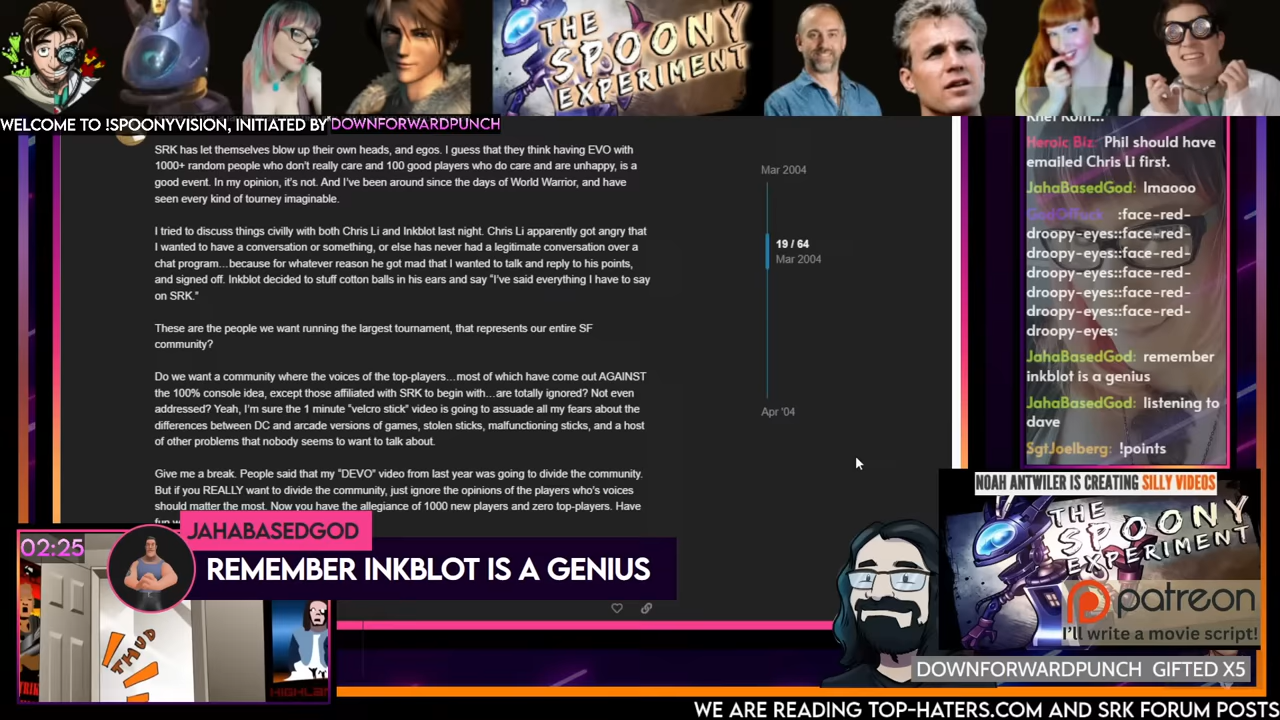 THE
SPOONY
EXPERIMENT
WELCOME TO !SPOONYVISION, INITIATED BY DOWNFORWARDPUNCH
SRK has let themselves blow up their own heads, and egos. I guess that they think having EVO with
1000+ random people who don't really care and 100 good players who do care and are unhappy, is a
good event. In my opinion, it's not. And I've been around since the days of World Warrior, and have
seen every kind of tourney imaginable.
I tried to discuss things civilly with both Chris Li and Inkblot last night. Chris Li apparently got angry that
I wanted to have a conversation or something, or else has never had a legitimate conversation over a
chat program…because for whatever reason he got mad that I wanted to talk and reply to his points,
and signed off. Inkblot decided to stuff cotton balls in his ears and say "I've said everything I have to say
on SRK."
These are the people we want running the largest tournament, that represents our entire SF
community?
Do we want a community where the voices of the top-players…most of which have come out AGAINST
the 100% console idea, except those affiliated with SRK to begin with…are totally ignored? Not even
addressed? Yeah, I'm sure the 1 minute "velcro stick" video is going to assuade all my fears about the
differences between DC and arcade versions of games, stolen sticks, malfunctioning sticks, and a host
of other problems that nobody seems to want to talk about.
Give me a break. People said that my "DEVO" video from last year was going to divide the community.
But if you REALLY want to divide the community, just ignore the opinions of the players who's voices
should matter the most. Now you have the allegiance of 1000 new players and zero top-players. Have
Mar 2004
19 / 64
Mar 2004
Apr '04
Heroic Biz: Phil should have
emailed Chris Li first.
JahaBasedGod: lmaooo
:face-red-
droopy-eyes::face-red-
droopy-eyes::face-red-
droopy-eyes::face-red-
droopy-eyes::face-red-
droopy-eyes::face-red-
droopy-eyes:
JahaBasedGod: remember
inkblot is a genius
JahaBasedGod: listening to
dave
SgtJoelberg: !points
NOAH ANTWILER IS CREATING SILLY VIDEOS
THE
SPOONY
EXPERIMENT
patreon
I'll write a movie script!
DOWNFORWARDPUNCH GIFTED X5
JAHABASEDGOD
REMEMBER INKBLOT IS A GENIUS
02:25
THUD
WE ARE READING TOP-HATERS.COM AND SRK FORUM POSTS